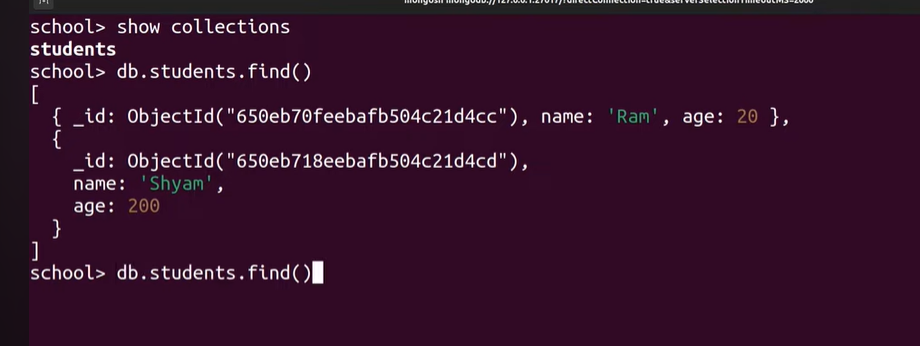 school> show collections
students
school> db.students.find()
[
  { _id: ObjectId("650eb70feebafb504c21d4cc"), name: 'Ram', age: 20 },
  {
    _id: ObjectId("650eb718eebafb504c21d4cd"),
    name: 'Shyam',
    age: 200
  }
]
school> db.students.find()